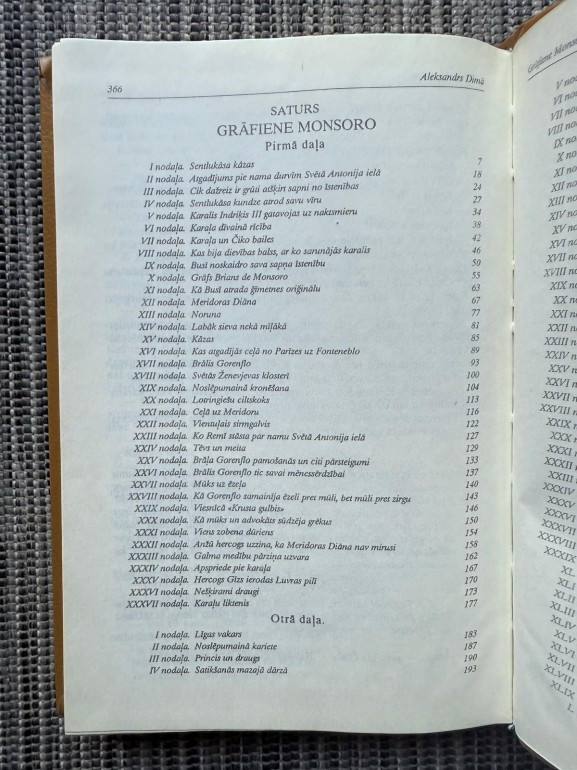 366 Aleksandrs Dimā
SATURS
GRĀFIENE MONSORO
Pirmā daļa
I nodaļa. Sentlukāsa kāzas 7
II nodaļa. Atgadījums pie nama durvīm Svētā Antonija ielā 18
III nodaļa. Cik dažreiz ir grūti atšķirt sapni no īstenības 24
IV nodaļa. Sentlukāsa kundze atrod savu vīru 27
V nodaļa. Karalis Indriķis III gatavojas uz naktsmieru 34
VI nodaļa. Karaļa dīvainā rīcība 38
VII nodaļa. Karaļa un Čiko bailes 42
VIII nodaļa. Kas bija dievības balss, ar ko sarunājās karalis 46
IX nodaļa. Busī noskaidro sava sapņa īstenību 50
X nodaļa. Grāfs Brians de Monsoro 55
XI nodaļa. Kā Busī atrada ģīmetnes oriģinālu 63
XII nodaļa. Meridoras Diāna 67
XIII nodaļa. Noruna 77
XIV nodaļa. Labāk sieva nekā mīļākā 81
XV nodaļa. Kāzas 85
XVI nodaļa. Kas atgadījās ceļā no Parīzes uz Fonteneblo 89
XVII nodaļa. Brālis Gorenflo 93
XVIII nodaļa. Svētās Ženevjevas klosterī 100
XIX nodaļa. Noslēpumainā kronēšana 104
XX nodaļa. Lotringiešu ciltskoks 113
XXI nodaļa. Ceļā uz Meridoru 116
XXII nodaļa. Vientuļais sirmgalvis 122
XXIII nodaļa. Ko Remī stāsta par namu Svētā Antonija ielā 127
XXIV nodaļa. Tēvs un meita 129
XXV nodaļa. Brāļa Gorenflo pamošanās un citi pārsteigumi 133
XXVI nodaļa. Brālis Gorenflo tic savai mēnessērdzībai 137
XXVII nodaļa. Mūks uz ēzeļa 140
XXVIII nodaļa. Kā Gorenflo samainīja ēzeli pret mūli, bet mūli pret zirgu 143
XXIX nodaļa. Viesnīcā «Krusta gulbis» 146
XXX nodaļa. Kā mūks un advokāts sūdzēja grēkus 150
XXXI nodaļa. Viens zobena dūriens 154
XXXII nodaļa. Anžū hercogs uzzina, ka Meridoras Diāna nav mirusi 158
XXXIII nodaļa. Galma medību pārziņa uzvara 162
XXXIV nodaļa. Apspriede pie karaļa 167
XXXV nodaļa. Hercogs Gīzs ierodas Luvras pilī 170
XXXVI nodaļa. Nešķirami draugi 173
XXXVII nodaļa. Karaļu liktenis 177
Otrā daļa.
I nodaļa. Līgas vakars 183
II nodaļa. Noslēpumainā kariete 187
III nodaļa. Princis un draugs 190
IV nodaļa. Satikšanās mazajā dārzā 193